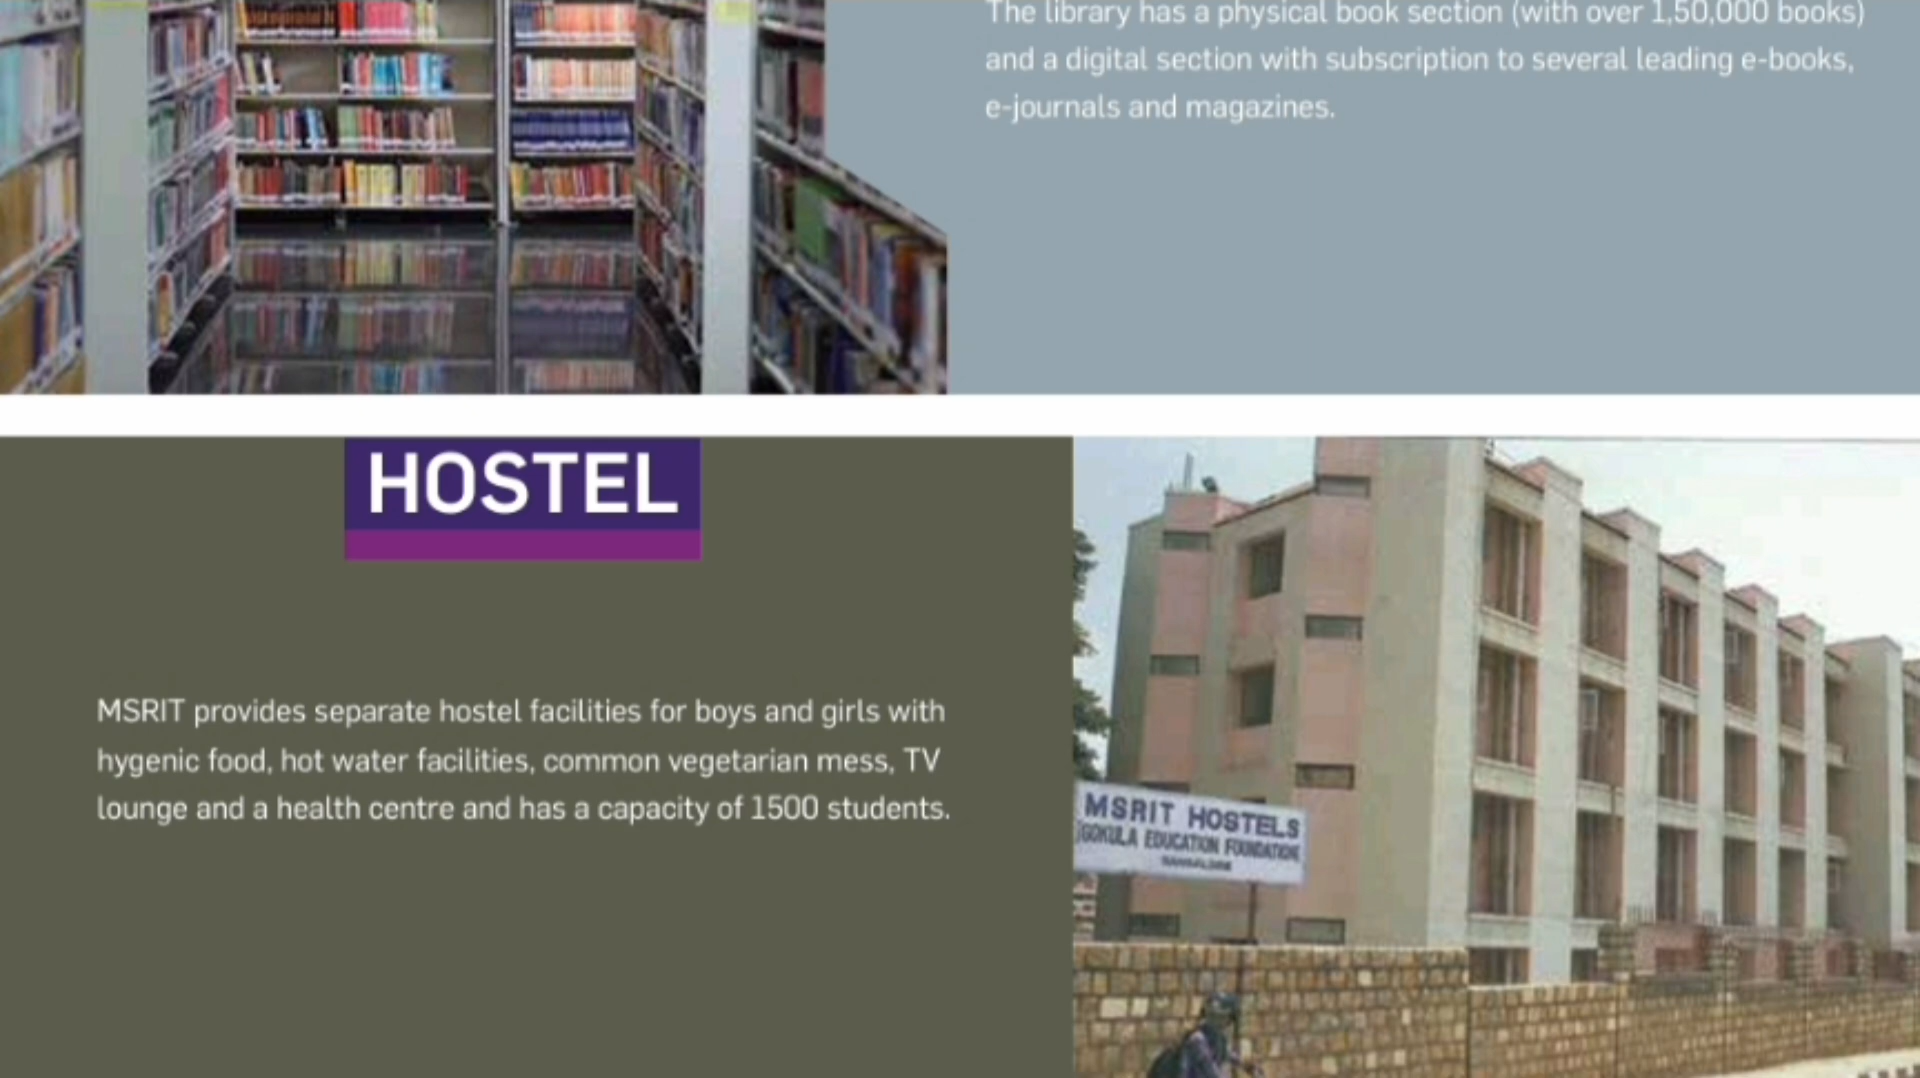 The library has a physical book section (with over 1,50,000 books)
and a digital section with subscription to several leading e-books,
e-journals and magazines.
HOSTEL
MSRIT provides separate hostel facilities for boys and girls with
hygenic food, hot water facilities, common vegetarian mess, TV
lounge and a health centre and has a capacity of 1500 students.
MSRIT HOSTELS
GOKULA EDUCATION FOUNDATION